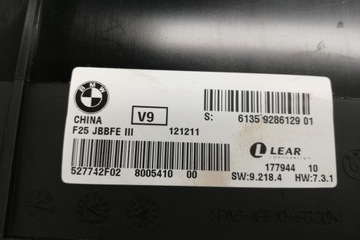 BMW
CHINA
V9
S: 6135 9286129 01
F25 JBBFE III 121211
LEAR
CORPORATION
177944 10
527742F02 8005410 00
SW:9.218.4 HW:7.3.1